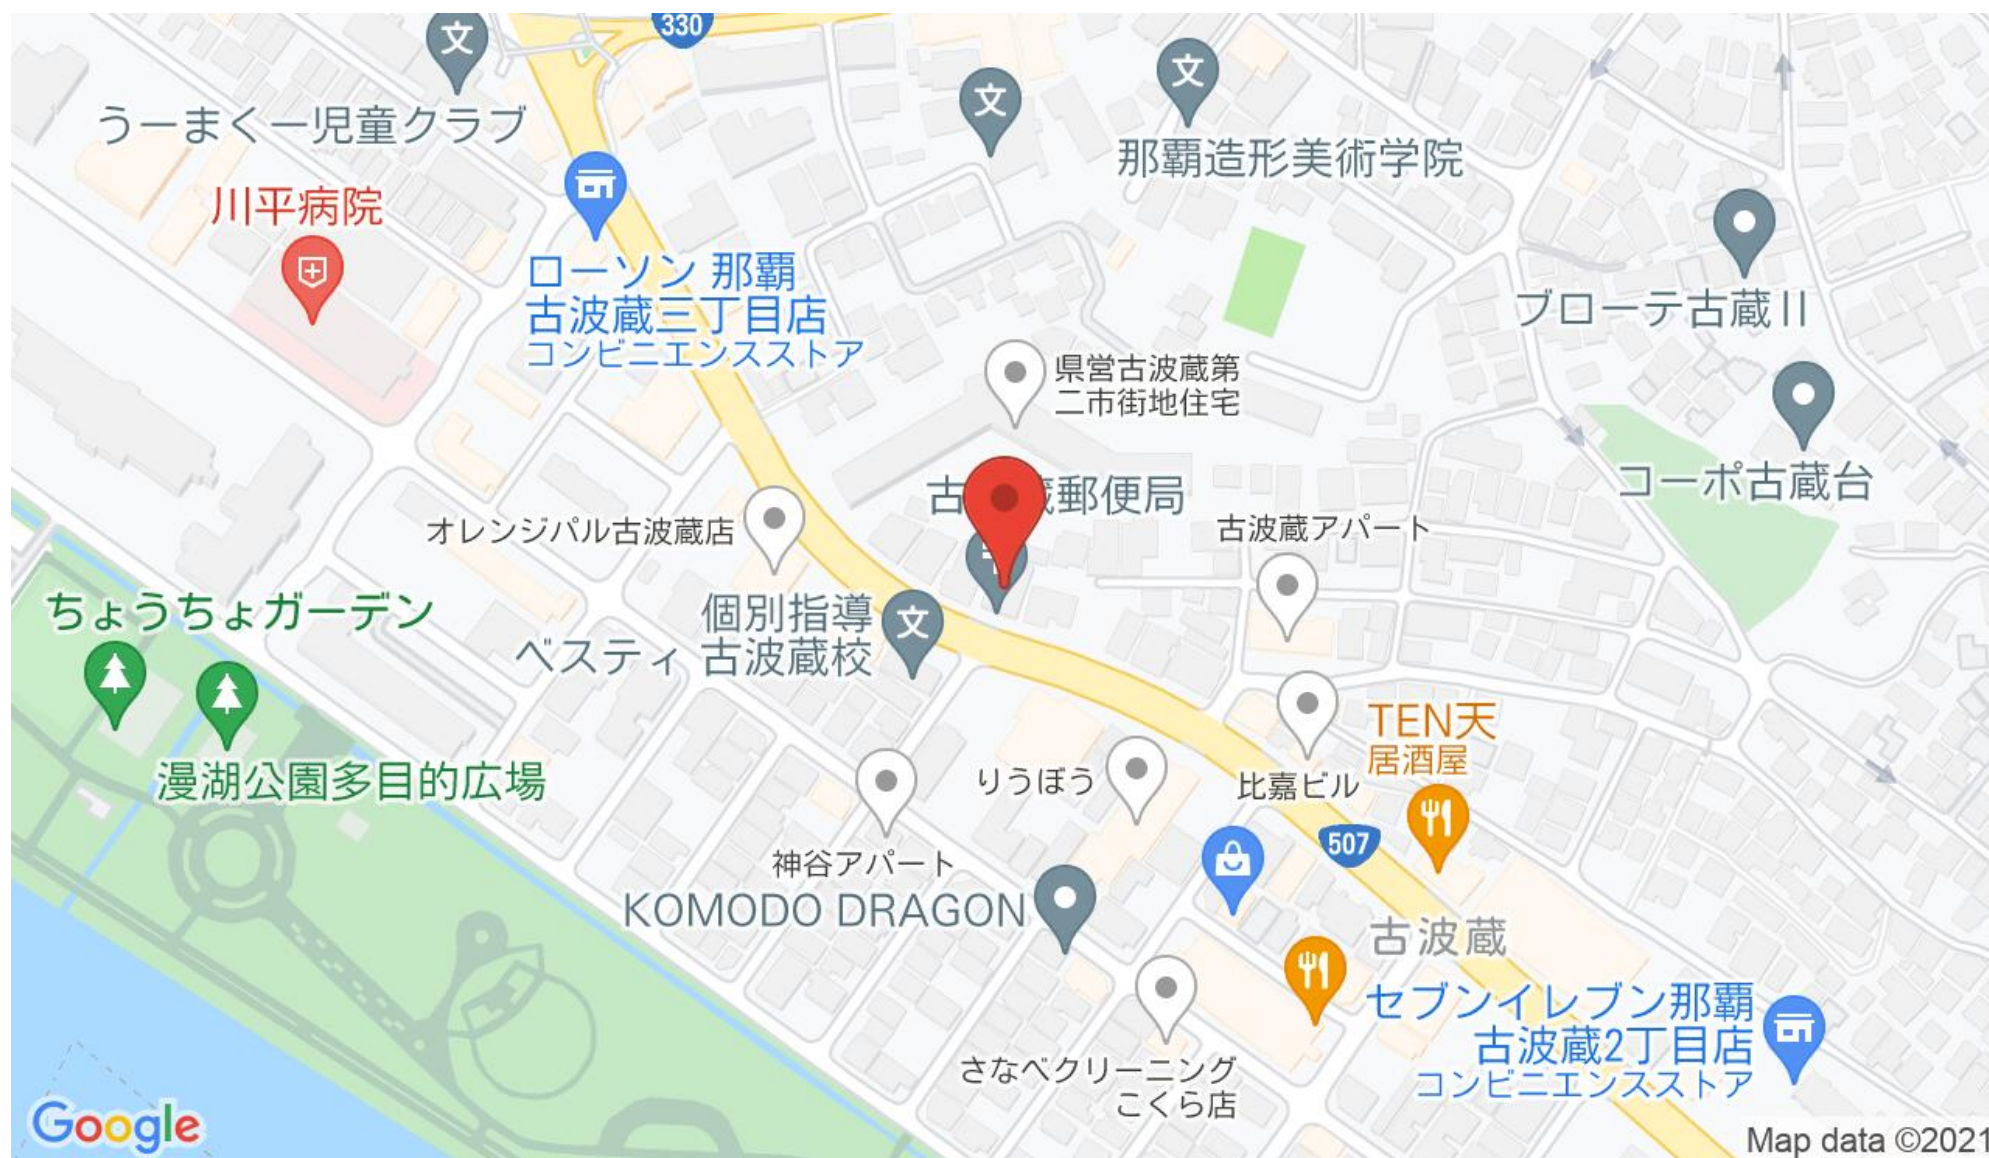 330
文
文
文
うーまくー児童クラブ
那覇造形美術学院
川平病院
ローソン 那覇
古波蔵三丁目店
コンビニエンスストア
ブローテ古蔵II
県営古波蔵第
二市街地住宅
コーポ古蔵台
古
蔵郵便局
オレンジパル古波蔵店
古波蔵アパート
ちょうちょガーデン
個別指導
ベスティ 古波蔵校
文
TEN天
居酒屋
漫湖公園多目的広場
りうぼう
比嘉ビル
507
神谷アパート
KOMODO DRAGON
古波蔵
セブンイレブン那覇
古波蔵2丁目店
コンビニエンスストア
さなべクリーニング
こくら店
Google
Map data ©2021